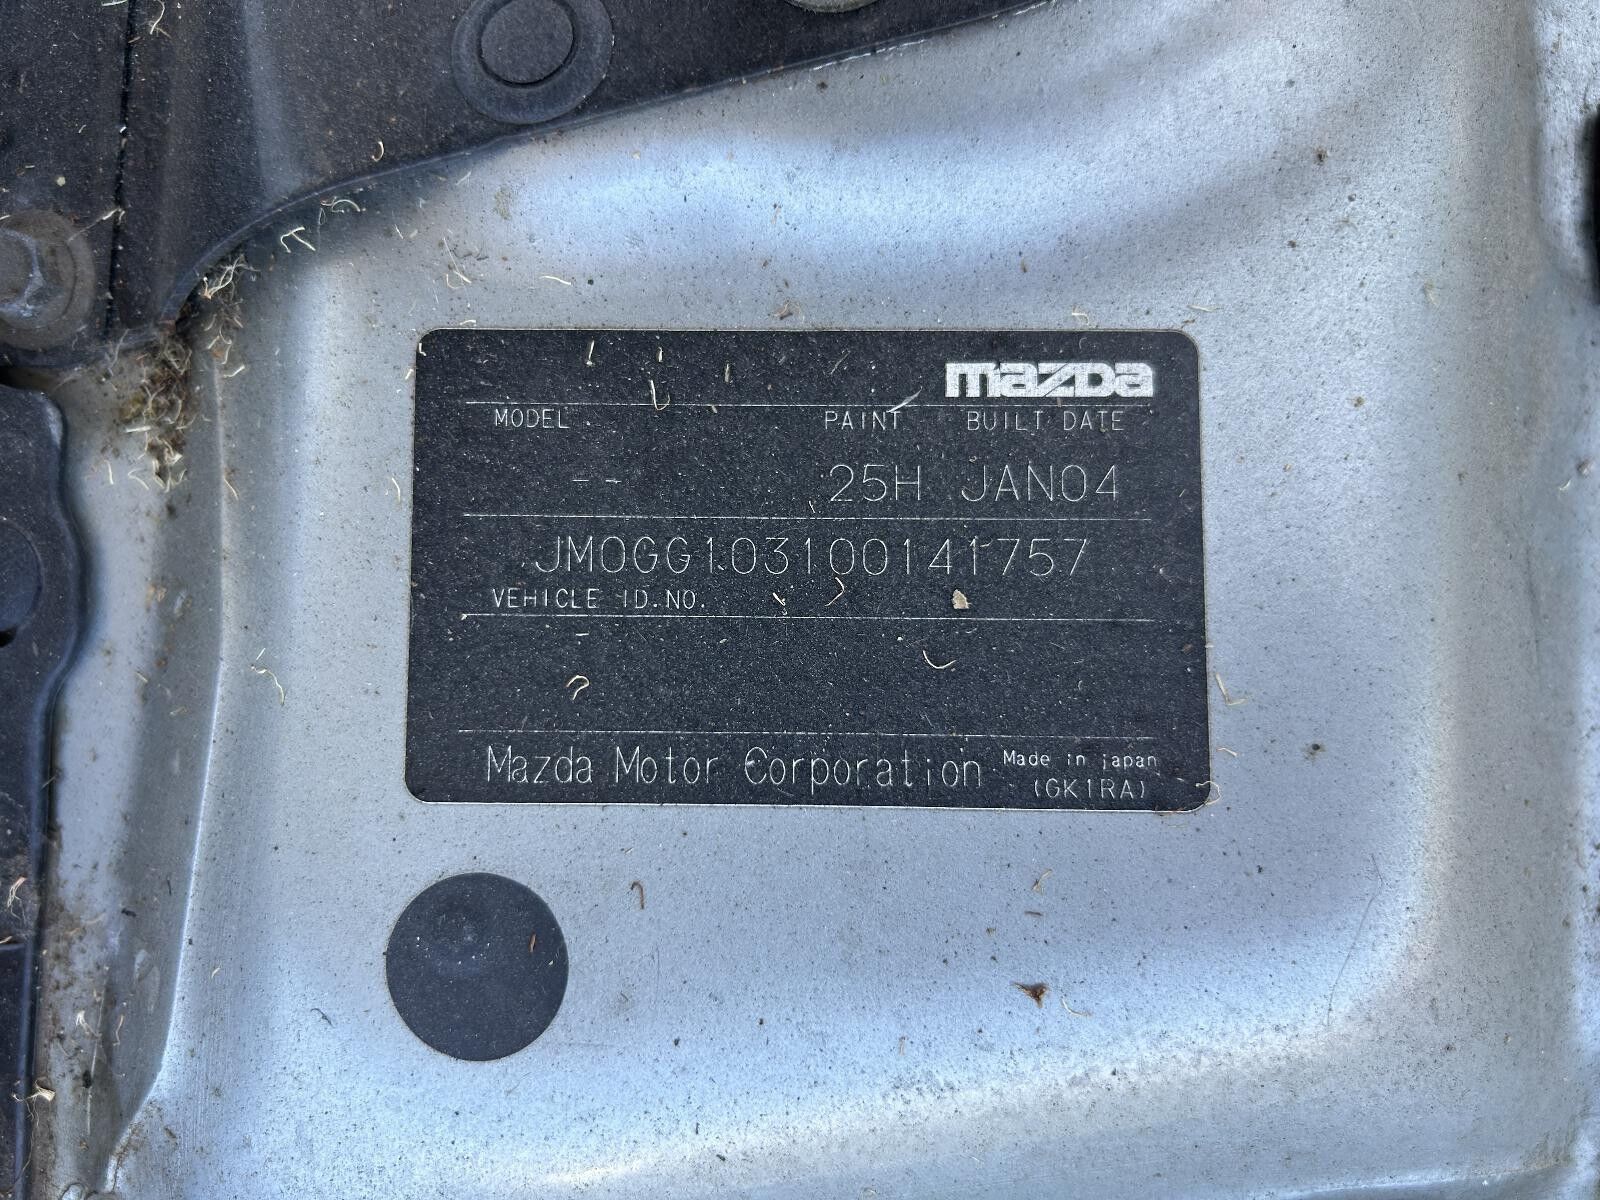 mazda
MODEL PAINT BUILT DATE
-- 25H JAN04
JM0GG103100141757
VEHICLE ID.NO.
-
Mazda Motor Corporation Made in japan
(GK1RA)